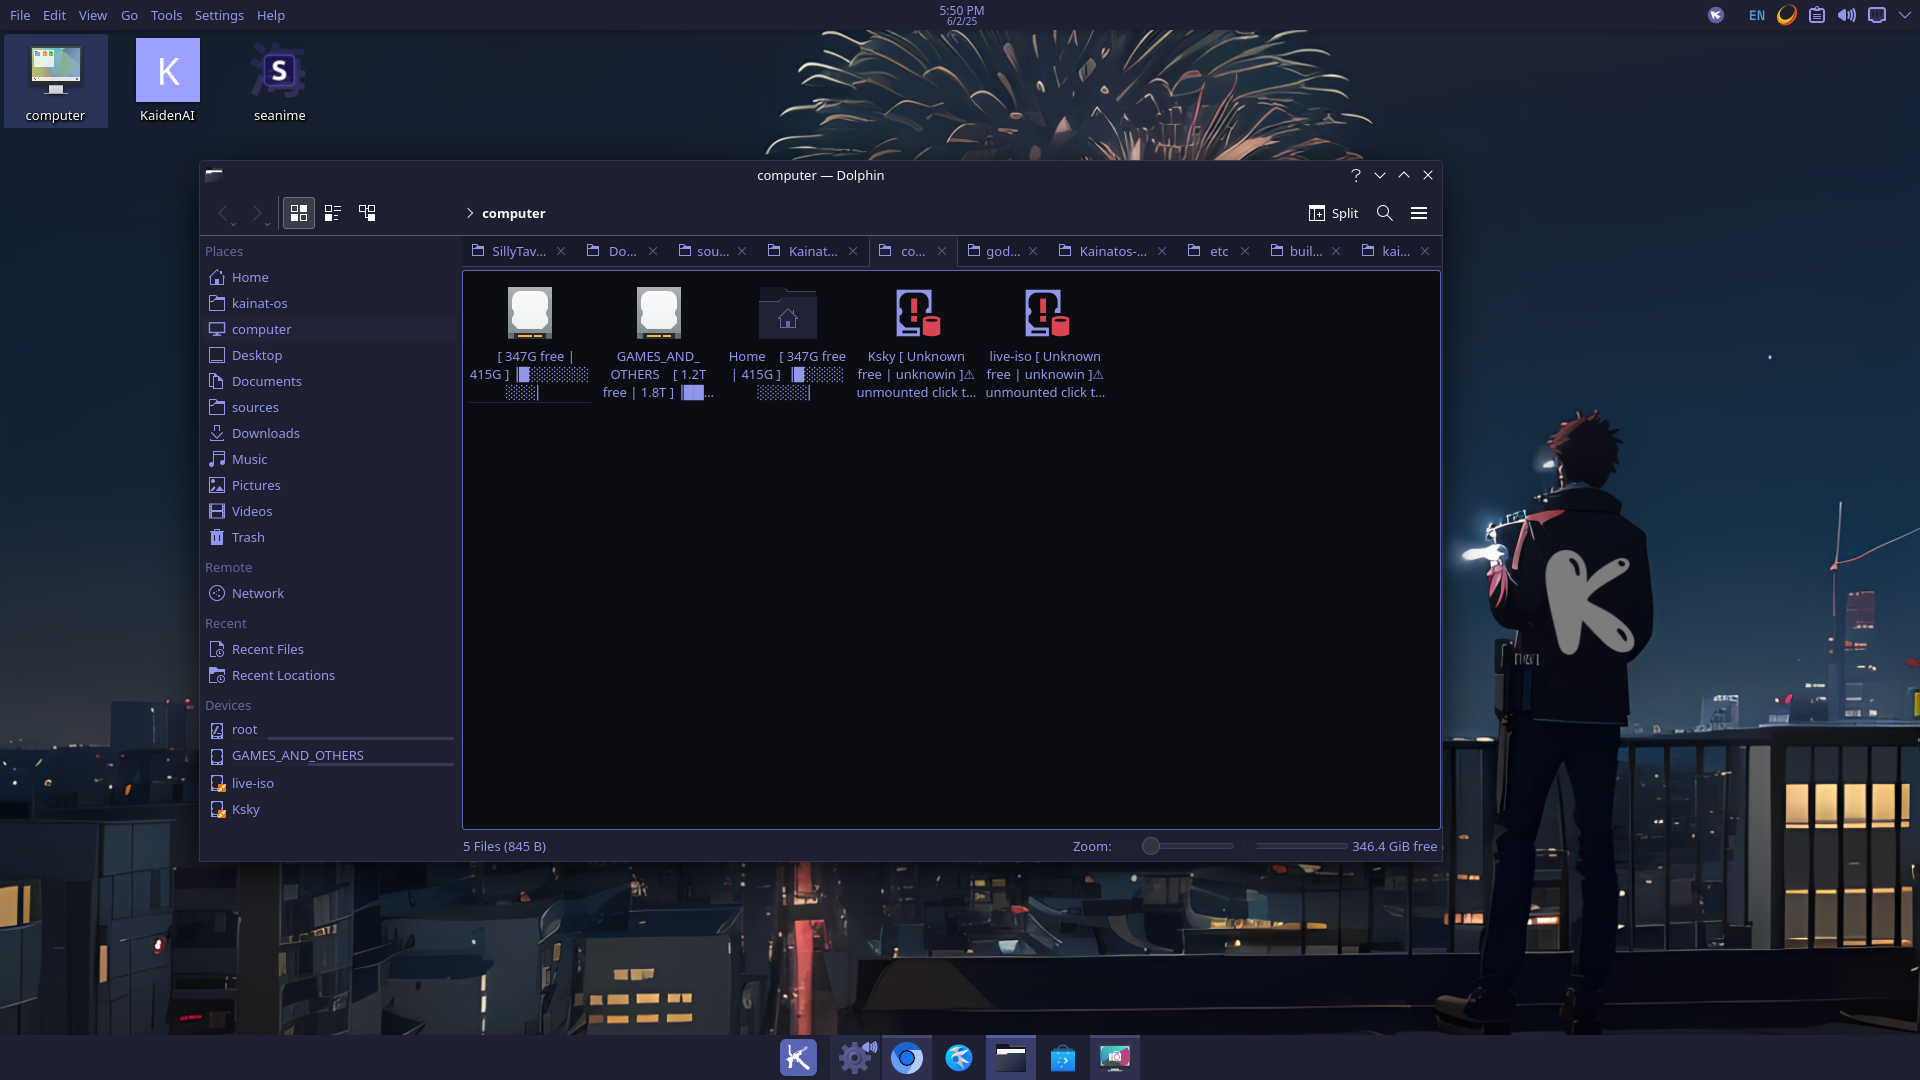 File Edit View Go Tools Settings Help
5:50 PM
6/2/25
EN
computer
K
KaidenAI
S
seanime
computer — Dolphin
computer
Split
Places
SillyTav...
Do...
sou...
Kainat...
co...
god...
Kainatos-...
etc
buil...
kai...
Home
kainat-os
computer
Desktop
Documents
sources
Downloads
Music
Pictures
Videos
Trash
Remote
Network
Recent
Recent Files
Recent Locations
Devices
root
GAMES_AND_OTHERS
live-iso
Ksky
[ 347G free |
415G ] |█░░░░░░░░
░░░░|
GAMES_AND_
OTHERS [ 1.2T
free | 1.8T ] |██...
Home [ 347G free
| 415G ] |█░░░░░
░░░░░░░|
Ksky [ Unknown
free | unknowin ]⚠
unmounted click t...
live-iso [ Unknown
free | unknowin ]⚠
unmounted click t...
5 Files (845 B)
Zoom:
346.4 GiB free
K